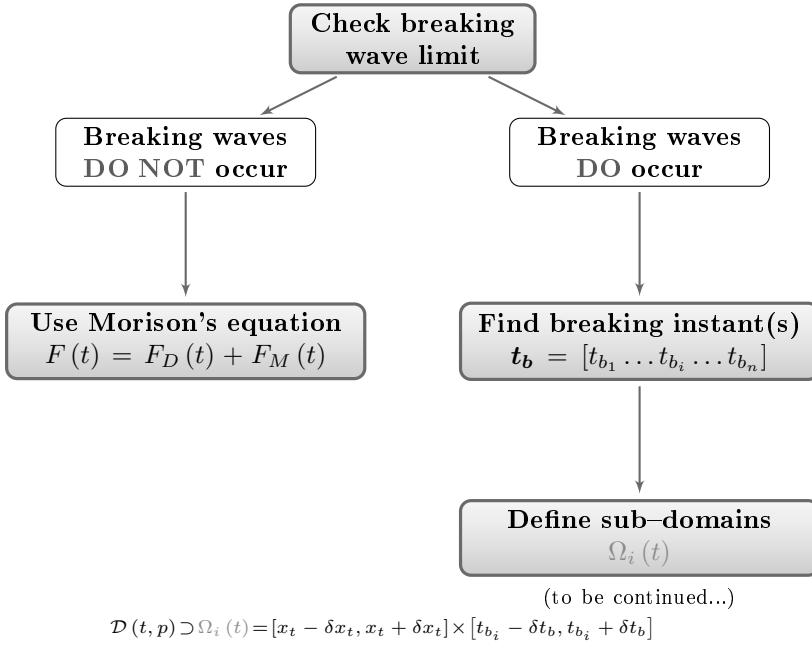 Check breaking
wave limit
Breaking waves
DO NOT occur
Breaking waves
DO occur
Use Morison's equation
F (t) = F_D (t) + F_M (t)
Find breaking instant(s)
t_b = [t_{b_1} … t_{b_i} … t_{b_n}]
Define sub–domains
Ω_i (t)
(to be continued...)
𝒟 (t, p) ⊃ Ω_i (t) = [x_t − δx_t, x_t + δx_t] × [t_{b_i} − δt_b, t_{b_i} + δt_b]